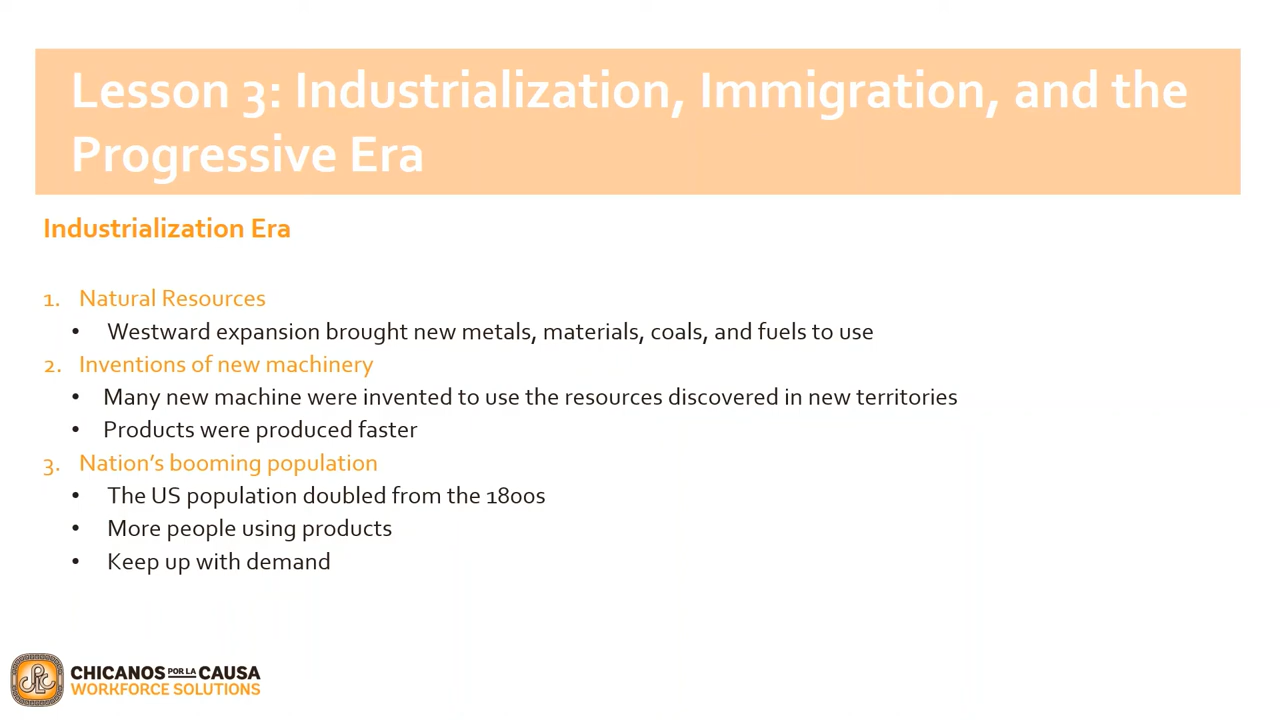 Lesson 3: Industrialization, Immigration, and the
Progressive Era
Industrialization Era
1. Natural Resources
• Westward expansion brought new metals, materials, coals, and fuels to use
2. Inventions of new machinery
• Many new machine were invented to use the resources discovered in new territories
• Products were produced faster
3. Nation’s booming population
• The US population doubled from the 1800s
• More people using products
• Keep up with demand
CHICANOS POR LA CAUSA
WORKFORCE SOLUTIONS